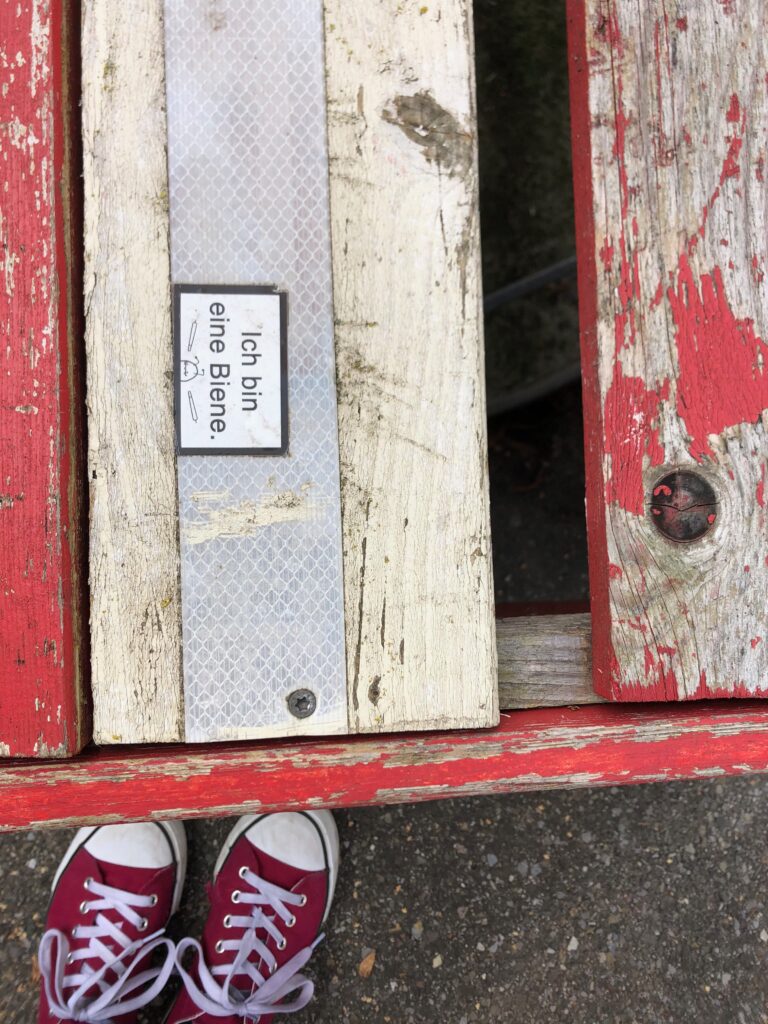 Ich bin
eine Biene.